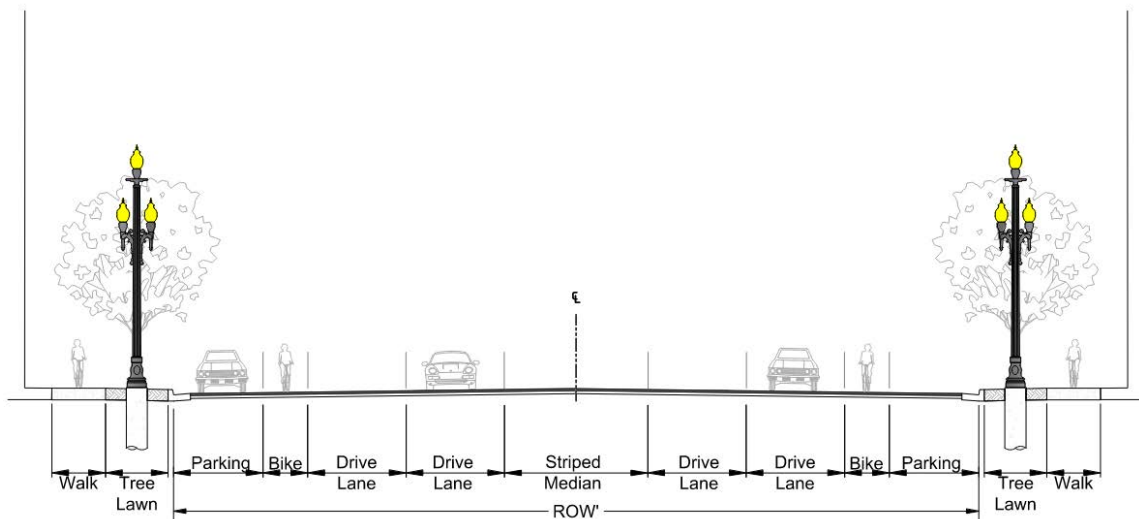 ℄
Parking Bike Drive Drive Striped Drive Drive Bike Parking
Walk Tree Lane Lane Median Lane Lane Tree Walk
Lawn Lawn
ROW'